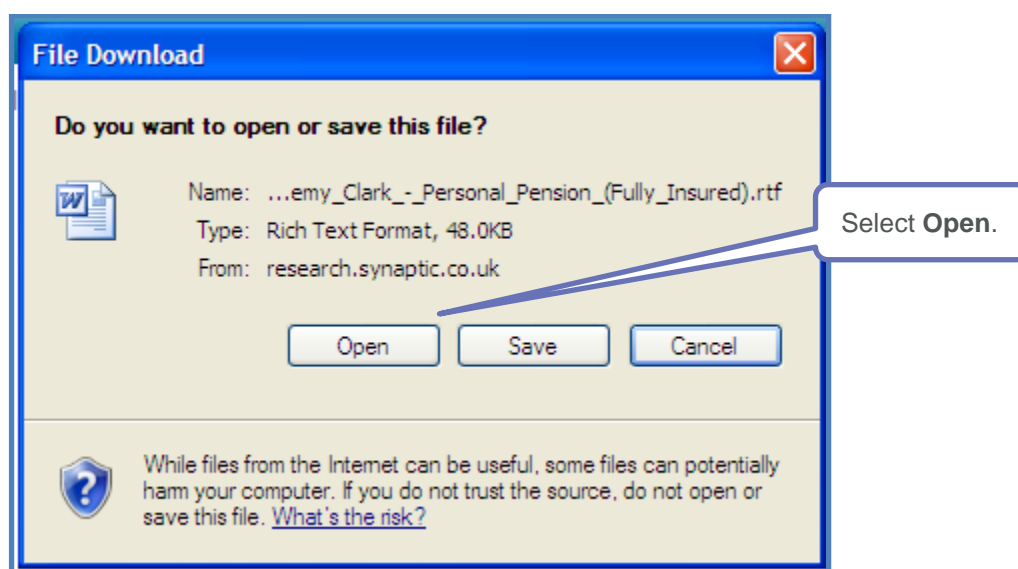 File Download
Do you want to open or save this file?
Name: ...emy_Clark_-_Personal_Pension_(Fully_Insured).rtf
Type: Rich Text Format, 48.0KB
From: research.synaptic.co.uk
Select Open.
Open Save Cancel
While files from the Internet can be useful, some files can potentially
harm your computer. If you do not trust the source, do not open or
save this file. What's the risk?